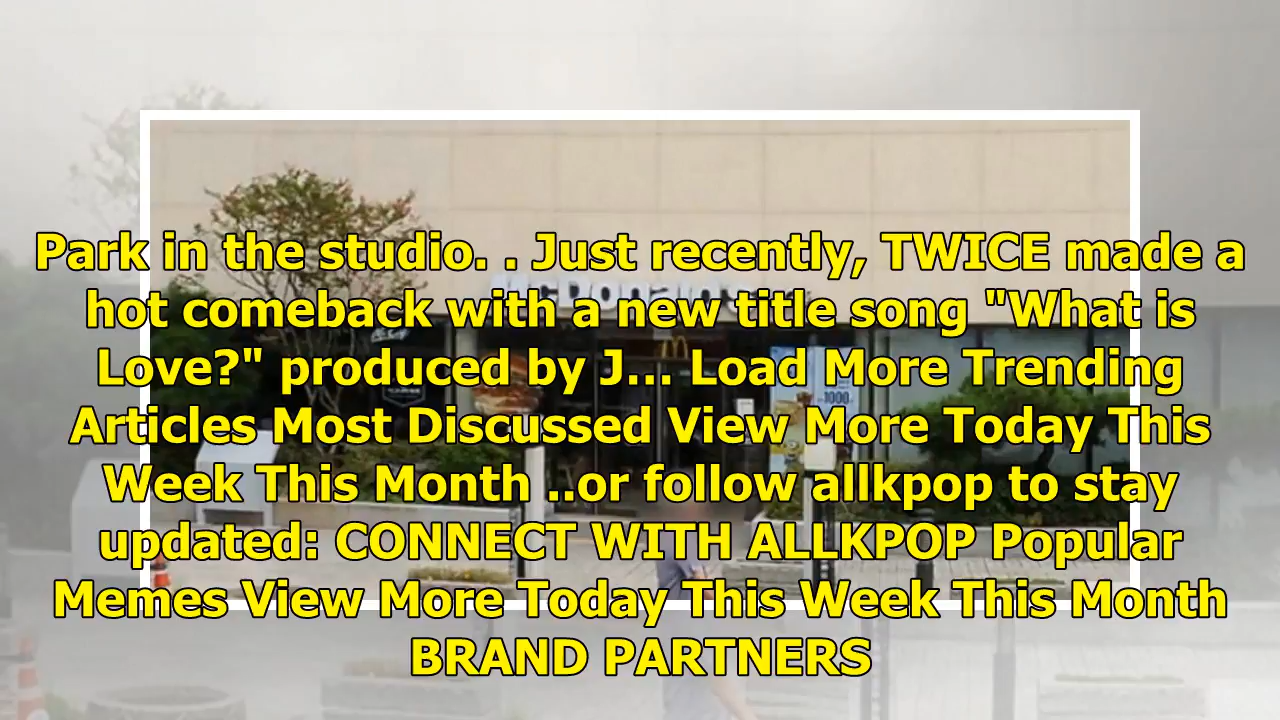 Park in the studio. . Just recently, TWICE made a
hot comeback with a new title song "What is
Love?" produced by J... Load More Trending
Articles Most Discussed View More Today This
Week This Month ..or follow allkpop to stay
updated: CONNECT WITH ALLKPOP Popular
Memes View More Today This Week This Month
BRAND PARTNERS
McDonald's
1000